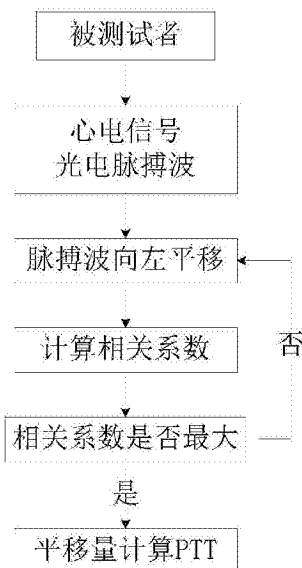 被测试者
心电信号
光电脉搏波
脉搏波向左平移
计算相关系数
否
相关系数是否最大
是
平移量计算PTT